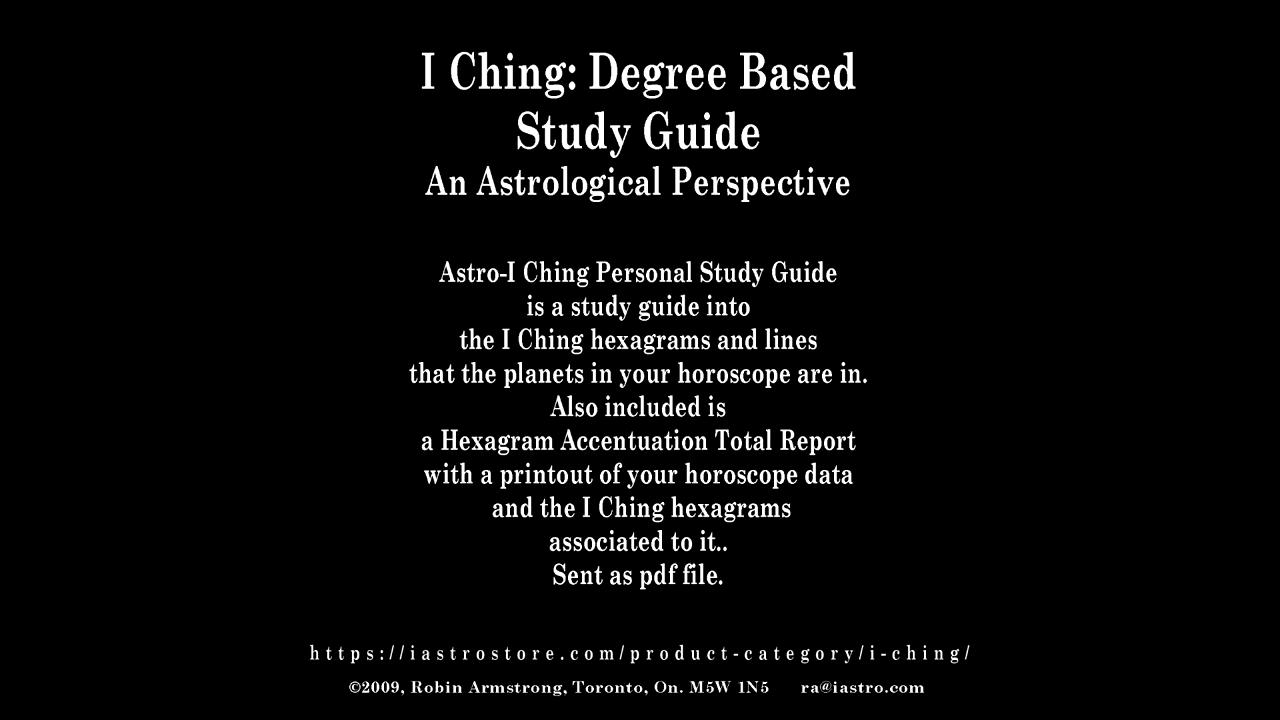 I Ching: Degree Based
Study Guide
An Astrological Perspective
Astro-I Ching Personal Study Guide
is a study guide into
the I Ching hexagrams and lines
that the planets in your horoscope are in.
Also included is
a Hexagram Accentuation Total Report
with a printout of your horoscope data
and the I Ching hexagrams
associated to it..
Sent as pdf file.
https://iastrostore.com/product-category/i-ching/
©2009, Robin Armstrong, Toronto, On. M5W 1N5 ra@iastro.com